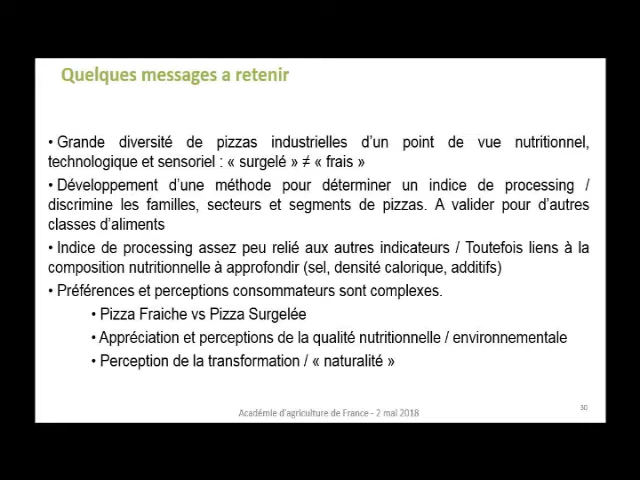 Quelques messages a retenir
• Grande diversité de pizzas industrielles d'un point de vue nutritionnel,
technologique et sensoriel : « surgelé » ≠ « frais »
• Développement d'une méthode pour déterminer un indice de processing /
discrimine les familles, secteurs et segments de pizzas. A valider pour d'autres
classes d'aliments
• Indice de processing assez peu relié aux autres indicateurs / Toutefois liens à la
composition nutritionnelle à approfondir (sel, densité calorique, additifs)
• Préférences et perceptions consommateurs sont complexes.
• Pizza Fraiche vs Pizza Surgelée
• Appréciation et perceptions de la qualité nutritionnelle / environnementale
• Perception de la transformation / « naturalité »
Académie d'agriculture de France - 2 mai 2018
30